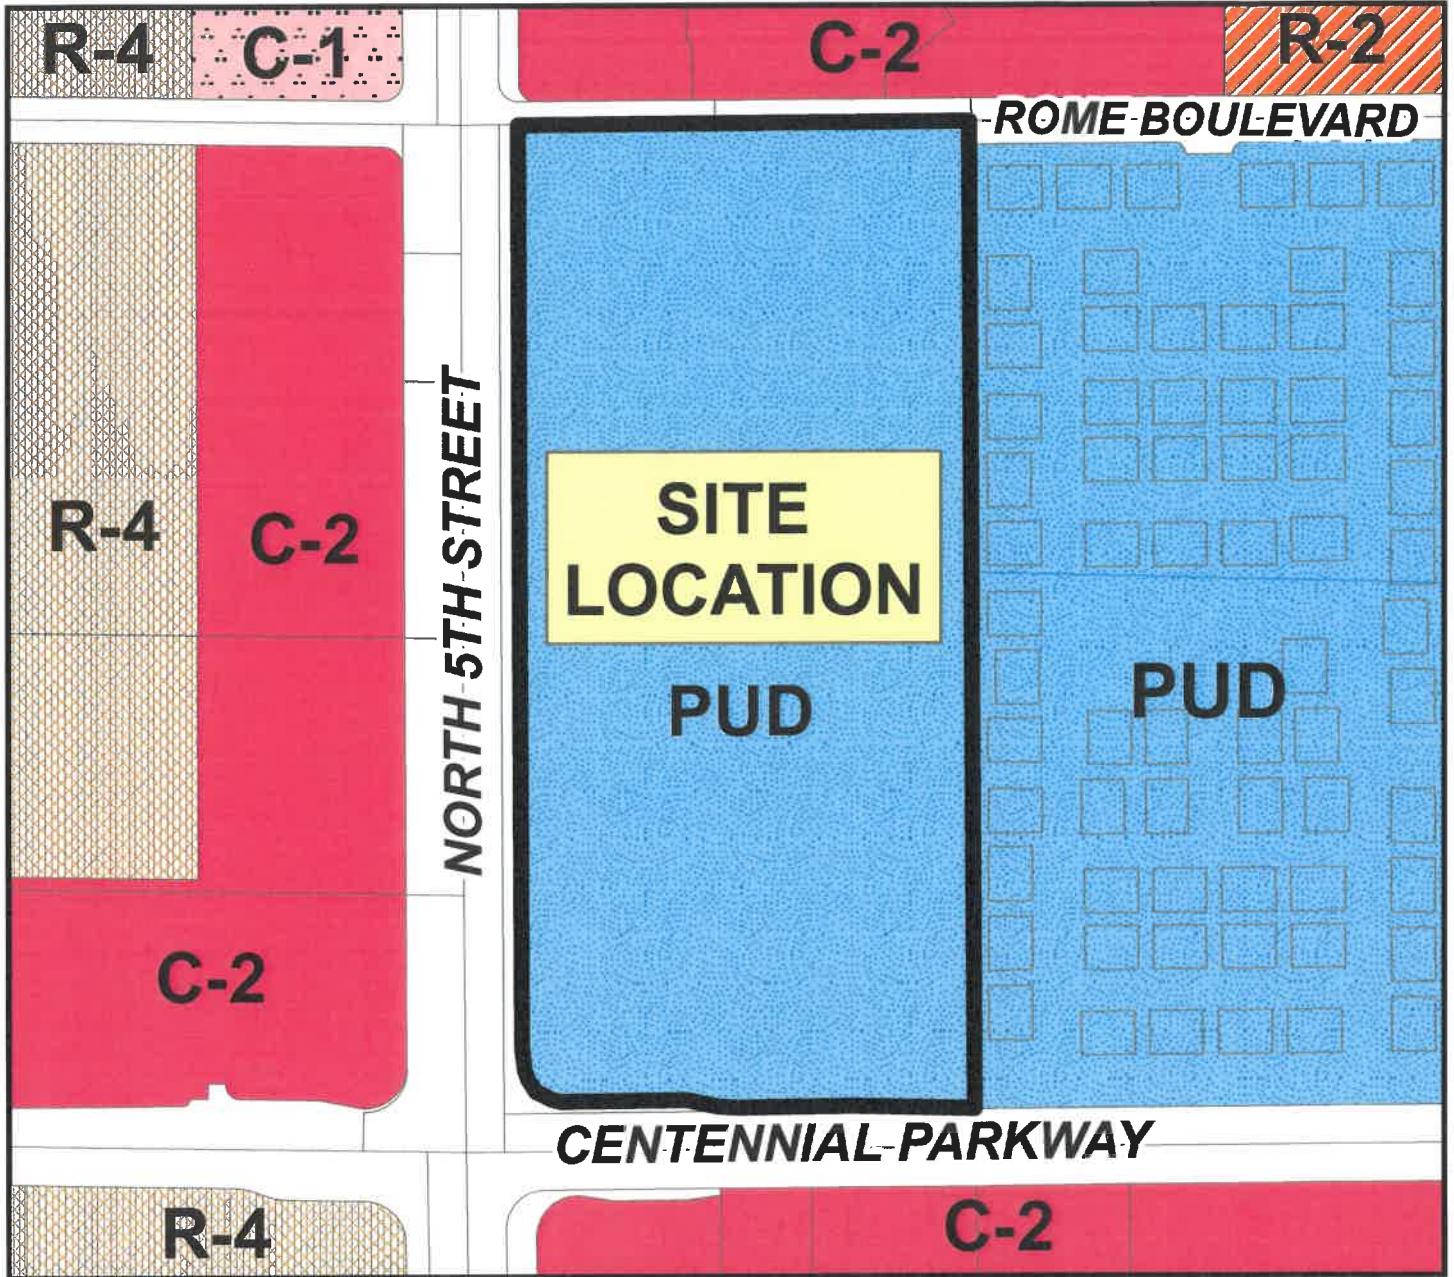 R-4
C-1
C-2
R-2
ROME BOULEVARD
NORTH 5TH STREET
R-4
C-2
SITE
LOCATION
PUD
PUD
C-2
CENTENNIAL PARKWAY
R-4
C-2